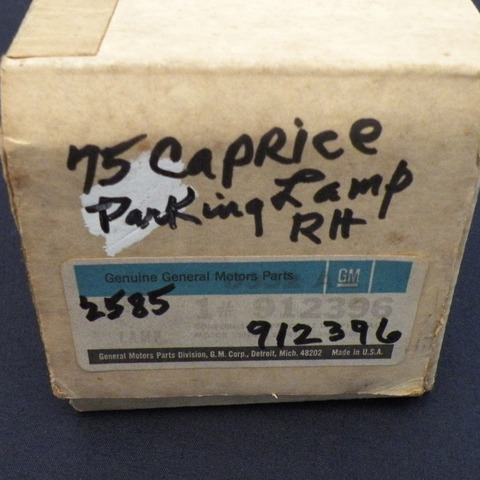 75 Caprice
Parking Lamp
RH
Genuine General Motors Parts GM
2585
1# 912396
LAMP
912396
General Motors Parts Division, G.M. Corp., Detroit, Mich. 48202 Made in U.S.A.